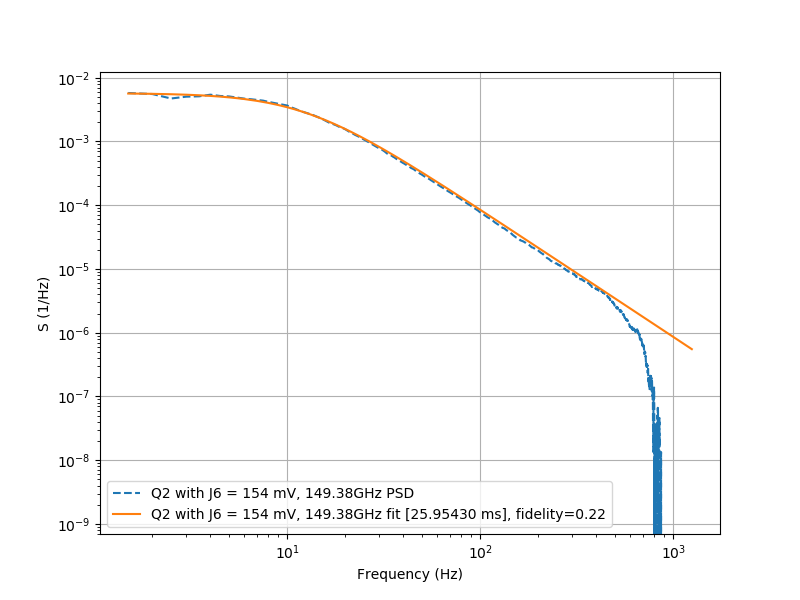 10⁻²
10⁻³
10⁻⁴
10⁻⁵
10⁻⁶
10⁻⁷
10⁻⁸
10⁻⁹
S (1/Hz)
Q2 with J6 = 154 mV, 149.38GHz PSD
Q2 with J6 = 154 mV, 149.38GHz fit [25.95430 ms], fidelity=0.22
10¹ 10² 10³
Frequency (Hz)